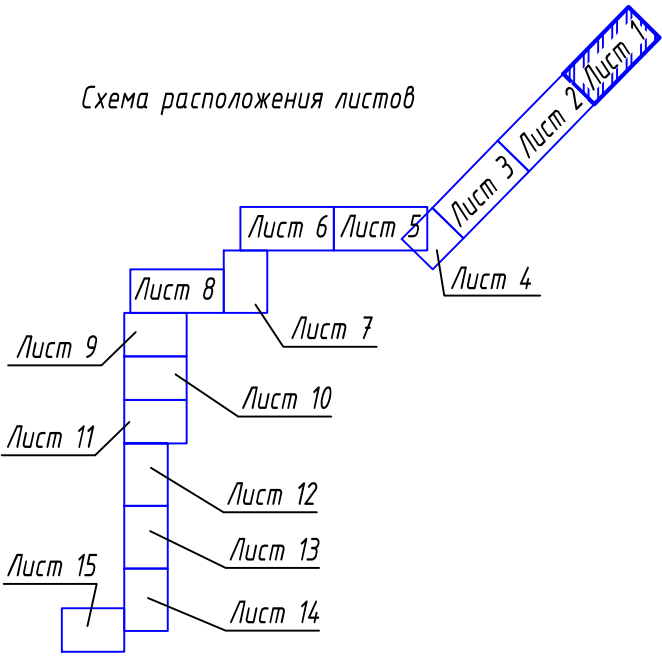 Схема расположения листов
Лист 1
Лист 2
Лист 3
Лист 4
Лист 5
Лист 6
Лист 7
Лист 8
Лист 9
Лист 10
Лист 11
Лист 12
Лист 13
Лист 14
Лист 15